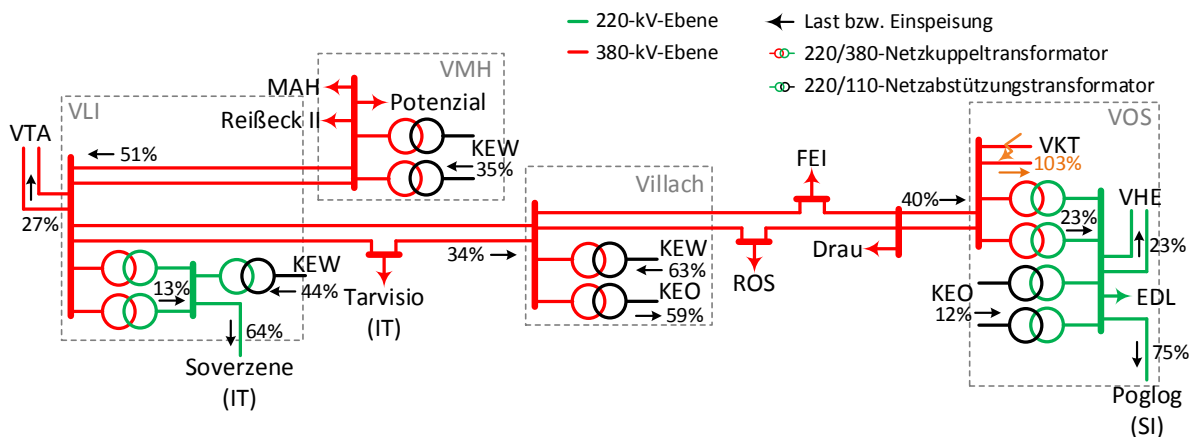 220-kV-Ebene
380-kV-Ebene
Last bzw. Einspeisung
220/380-Netzkuppeltransformator
220/110-Netzabstützungstransformator
VMH
MAH
Potenzial
Reißeck II
KEW
35%
VLI
VTA
51%
27%
KEW
13%
44%
64%
Soverzene
(IT)
Tarvisio
(IT)
Villach
34%
KEW
63%
KEO
59%
FEI
ROS
Drau
40%
VOS
VKT
103%
VHE
23%
23%
KEO
12%
EDL
75%
Poglog
(SI)